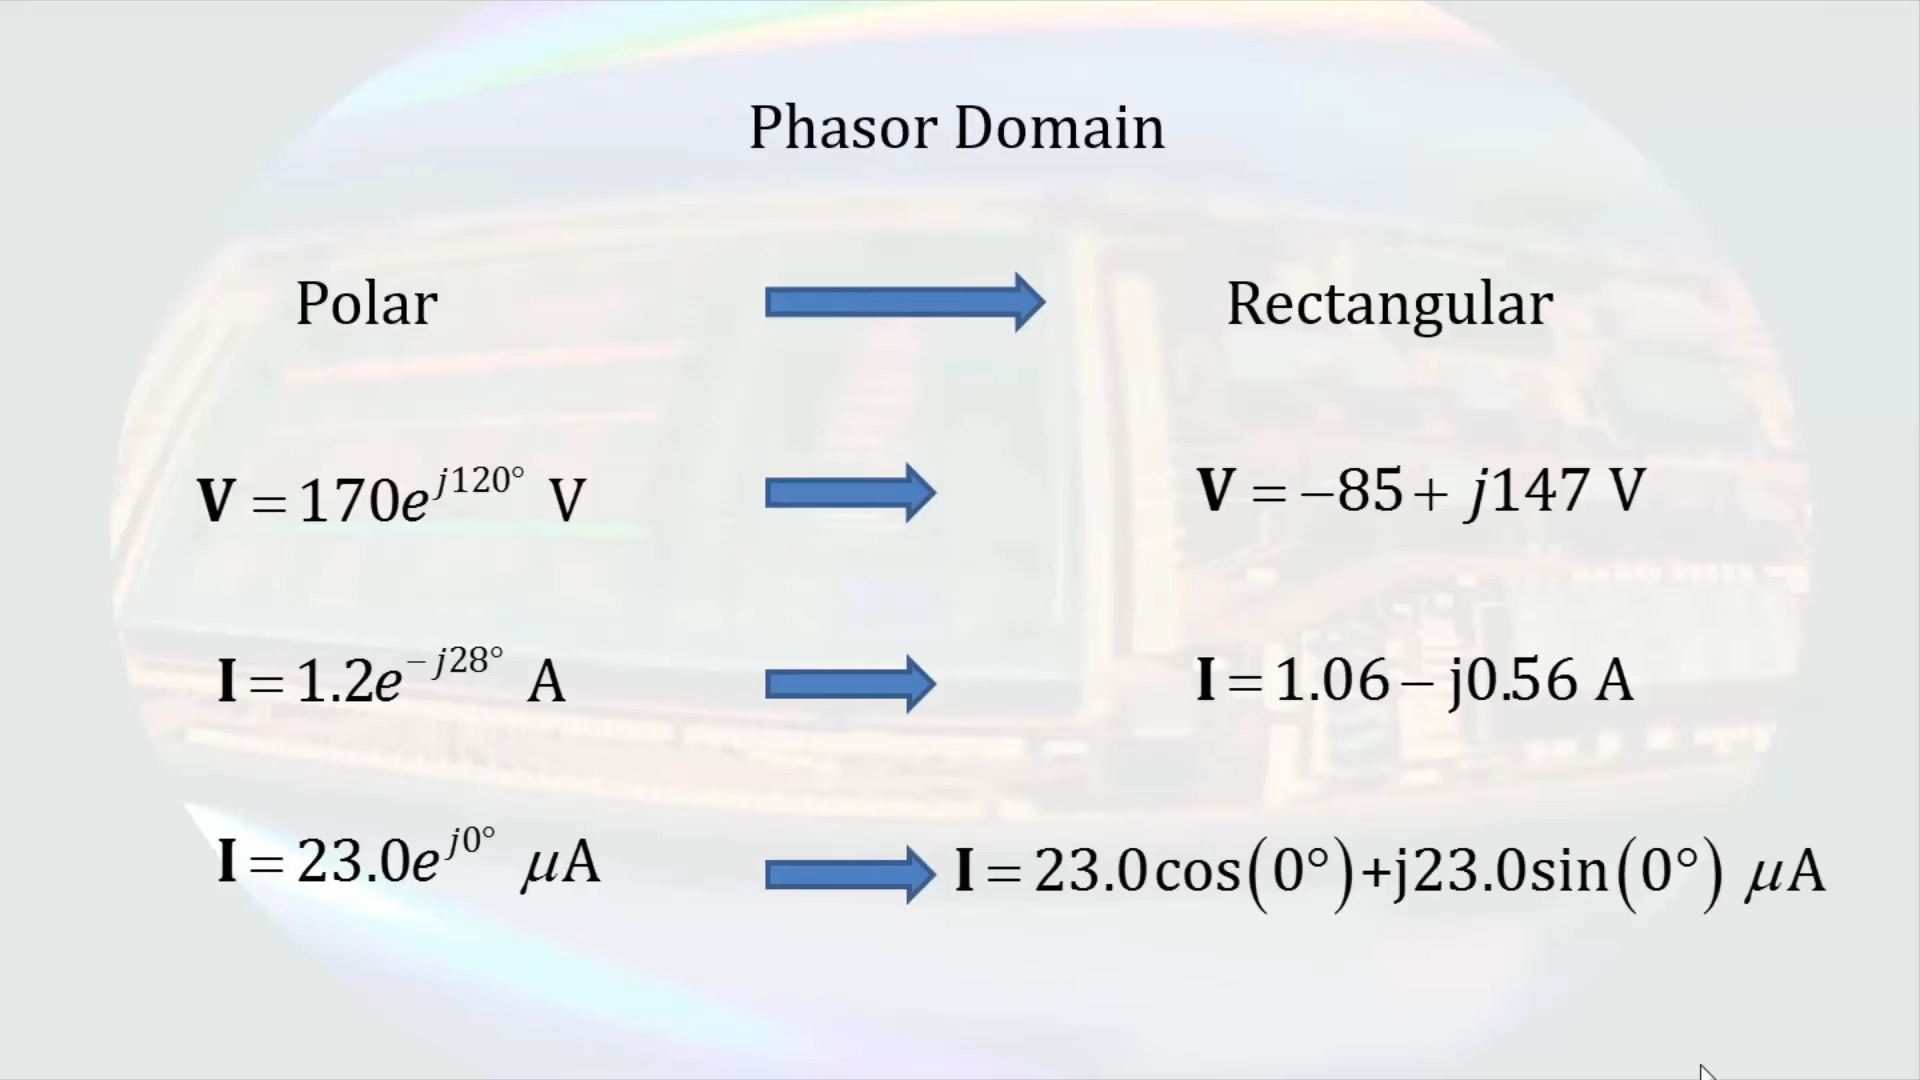 Phasor Domain
Polar Rectangular
V = 170e^{j120°} V V = −85 + j147 V
I = 1.2e^{−j28°} A I = 1.06 − j0.56 A
I = 23.0e^{j0°} μA I = 23.0cos(0°)+j23.0sin(0°) μA